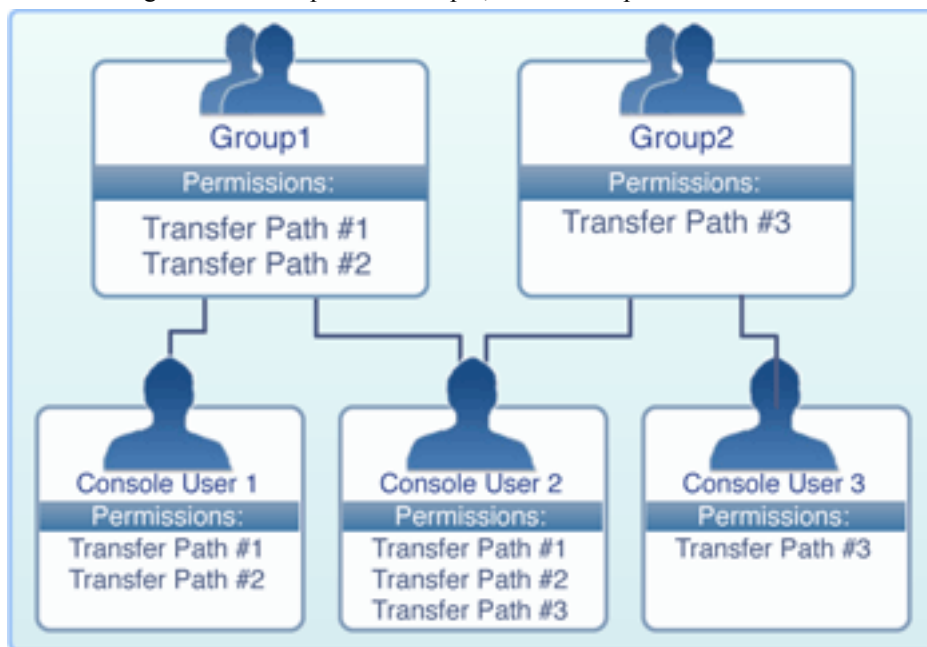 Group1
Permissions:
Transfer Path #1
Transfer Path #2
Group2
Permissions:
Transfer Path #3
Console User 1
Permissions:
Transfer Path #1
Transfer Path #2
Console User 2
Permissions:
Transfer Path #1
Transfer Path #2
Transfer Path #3
Console User 3
Permissions:
Transfer Path #3